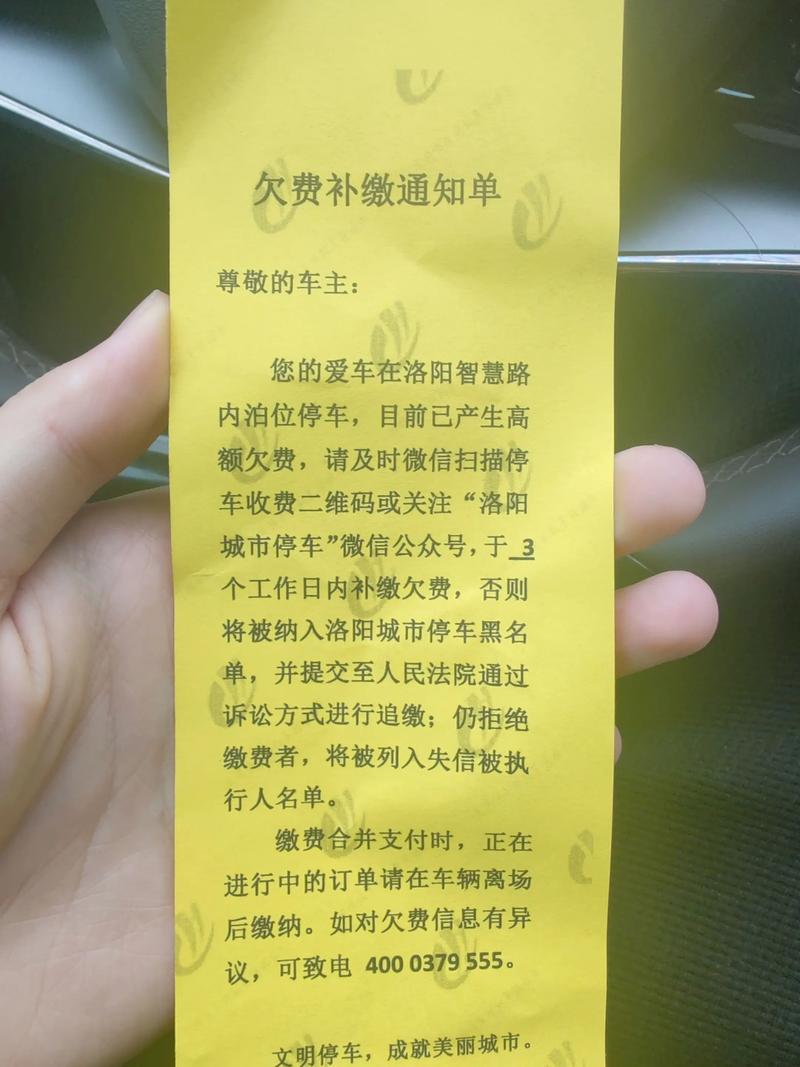 欠费补缴通知单
尊敬的车主：
您的爱车在洛阳智慧路
内泊位停车，目前已产生高
额欠费，请及时微信扫描停
车收费二维码或关注“洛阳
城市停车”微信公众号，于 3
个工作日内补缴欠费，否则
将被纳入洛阳城市停车黑名
单，并提交至人民法院通过
诉讼方式进行追缴；仍拒绝
缴费者，将被列入失信被执
行人名单。
缴费合并支付时，正在
进行中的订单请在车辆离场
后缴纳。如对欠费信息有异
议，可致电 400 0379 555。
文明停车，成就美丽城市。